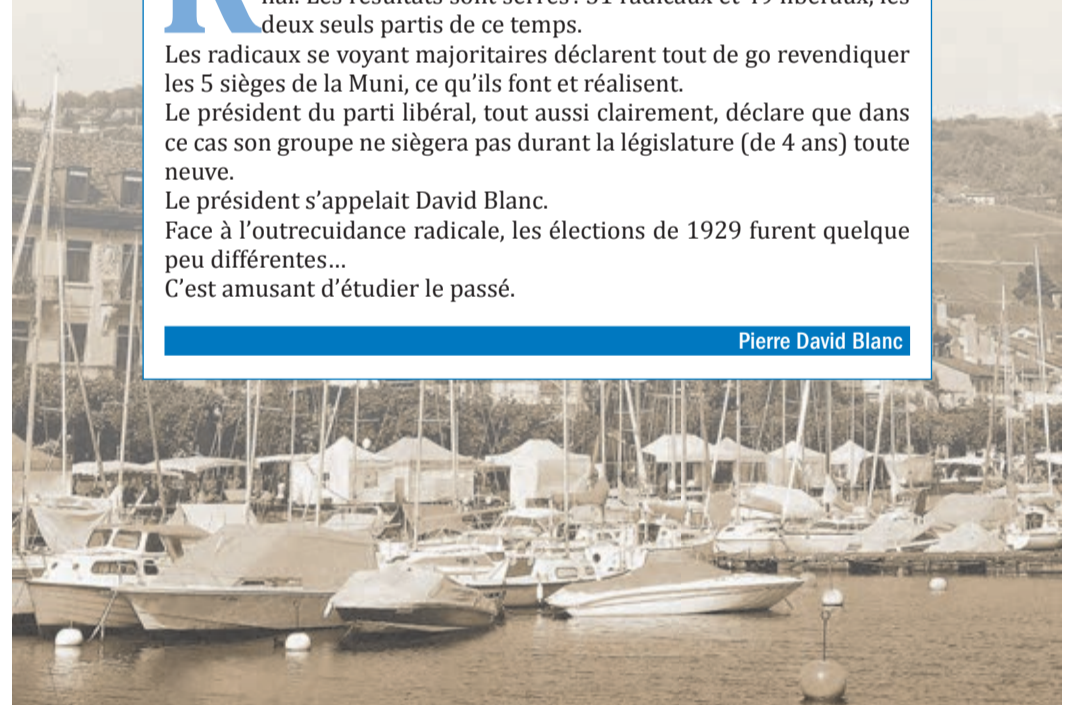 R
deux seuls partis de ce temps.
Les radicaux se voyant majoritaires déclarent tout de go revendiquer
les 5 sièges de la Muni, ce qu’ils font et réalisent.
Le président du parti libéral, tout aussi clairement, déclare que dans
ce cas son groupe ne siègera pas durant la législature (de 4 ans) toute
neuve.
Le président s’appelait David Blanc.
Face à l’outrecuidance radicale, les élections de 1929 furent quelque
peu différentes…
C’est amusant d’étudier le passé.
Pierre David Blanc